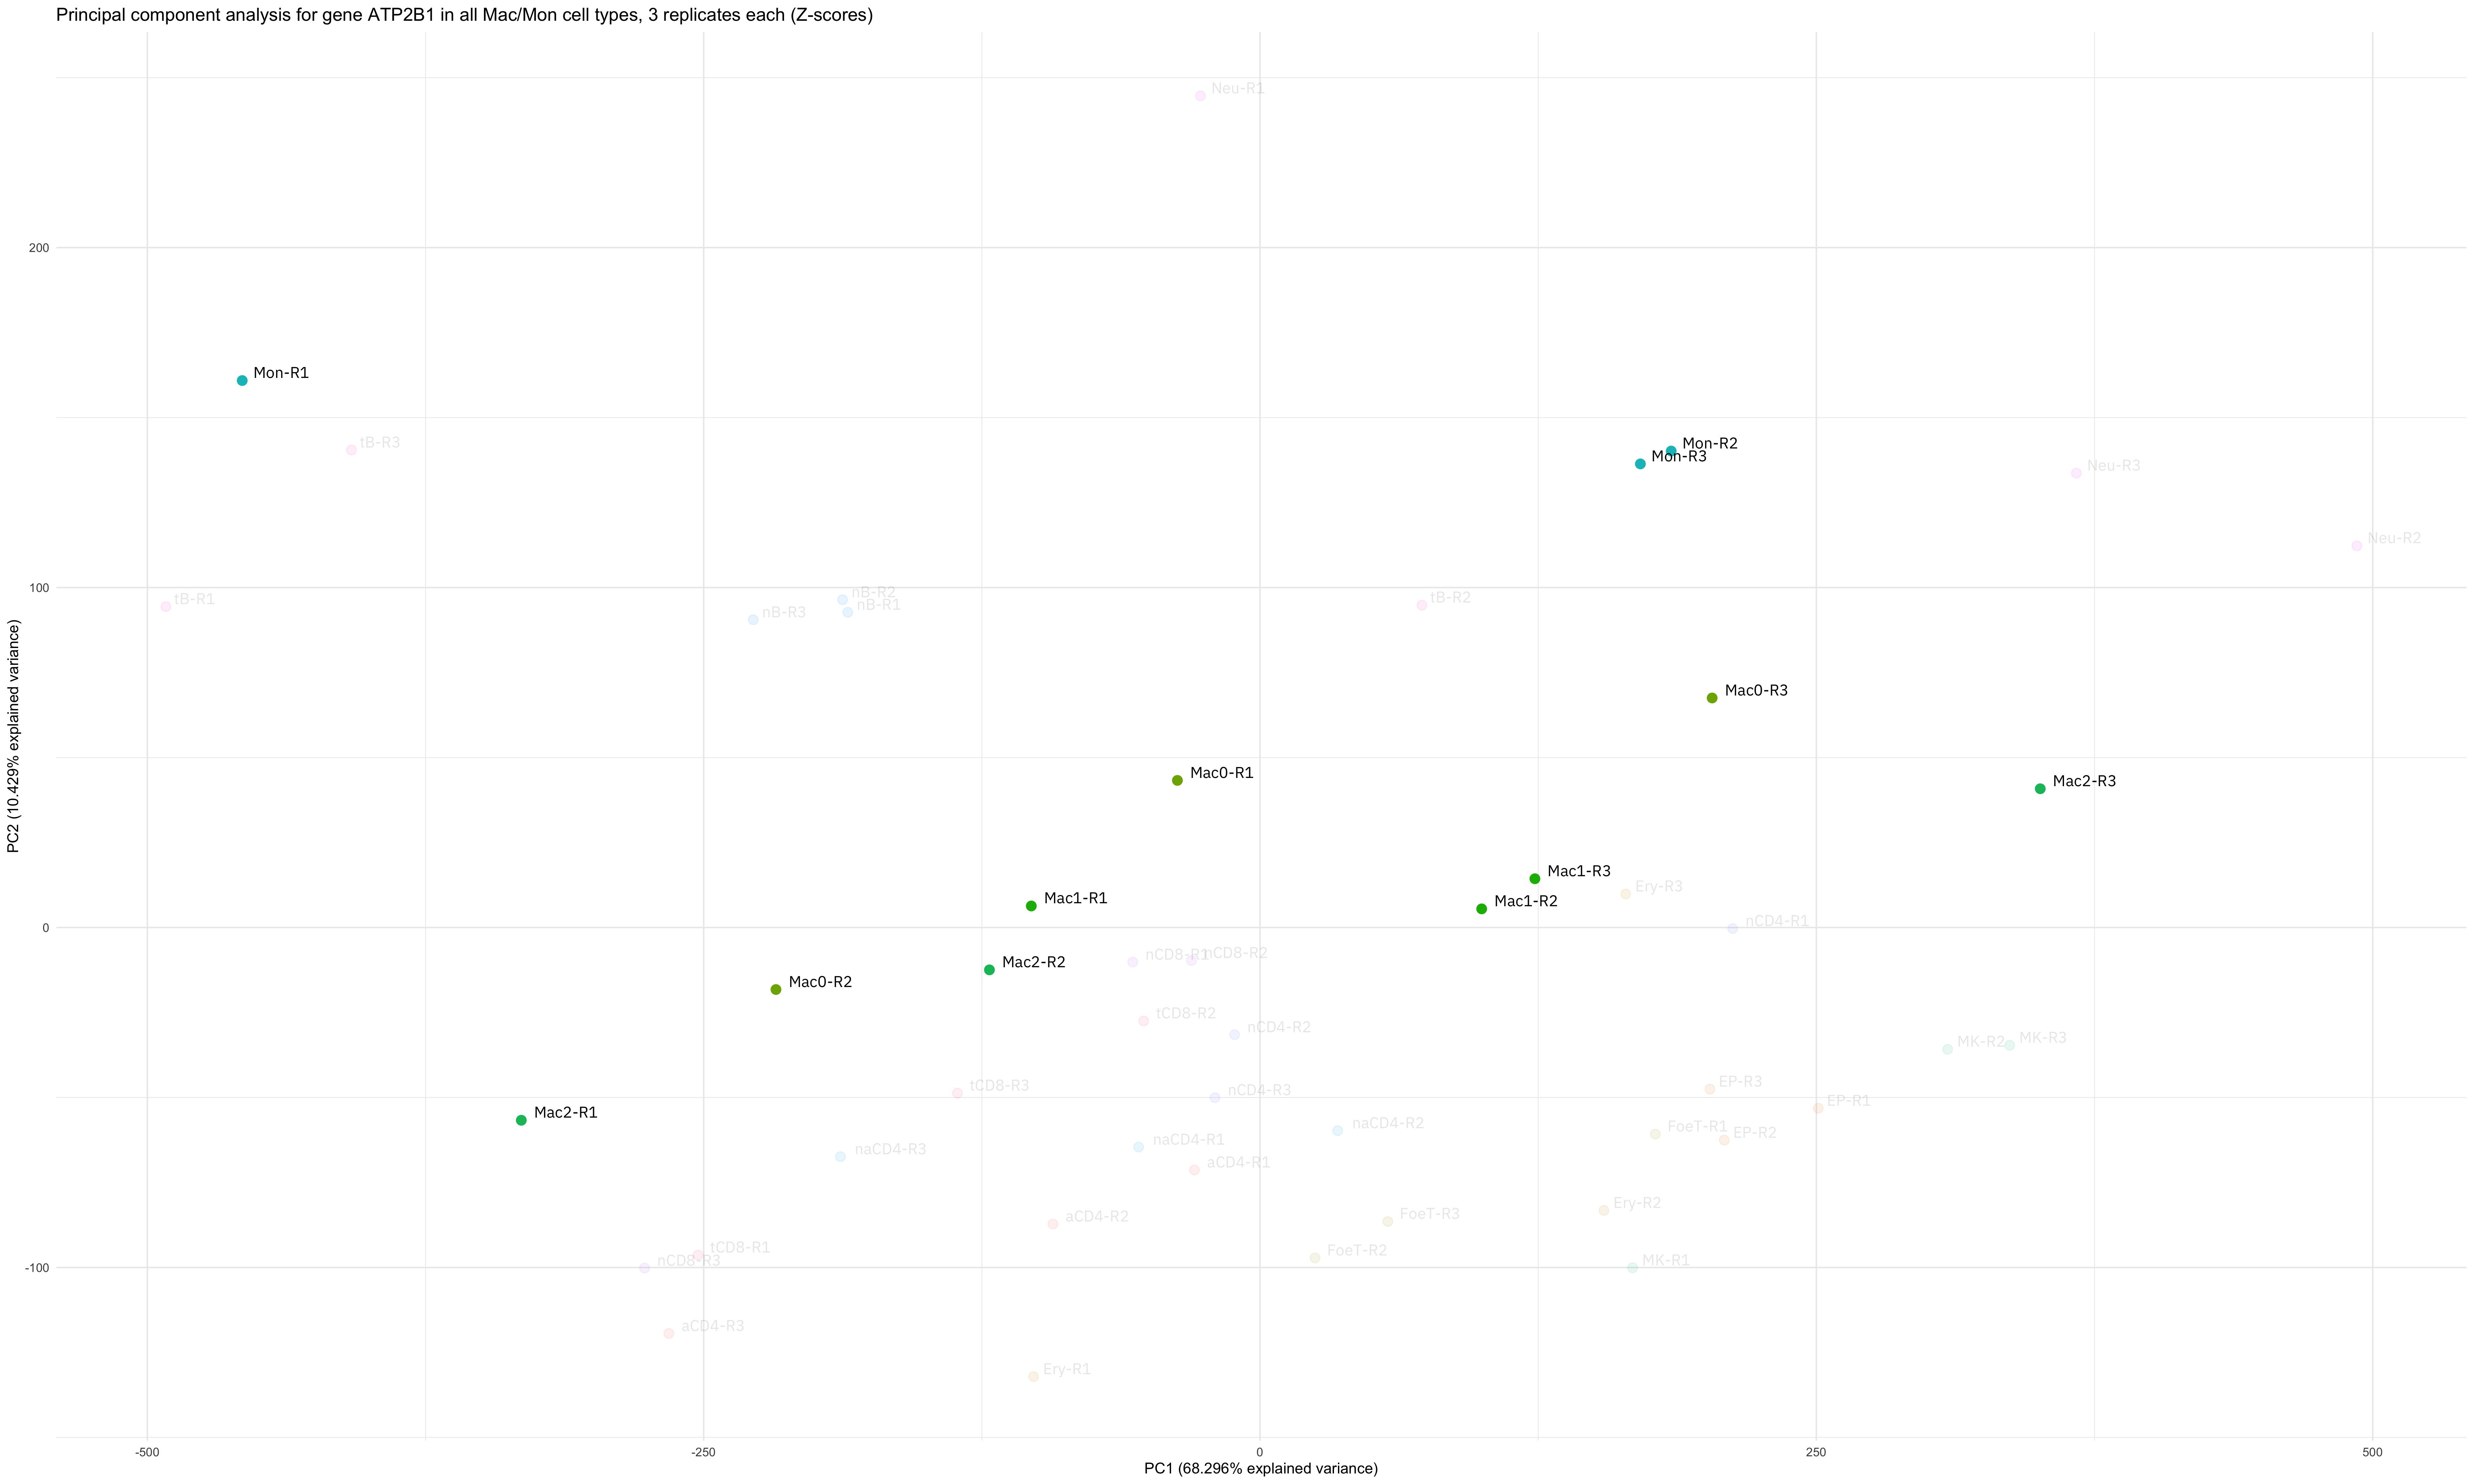 Principal component analysis for gene ATP2B1 in all Mac/Mon cell types, 3 replicates each (Z-scores)
Neu-R1
200
Mon-R1
tB-R3
Mon-R2
Mon-R3
Neu-R3
Neu-R2
100
tB-R1
nB-R2
nB-R1
nB-R3
tB-R2
Mac0-R3
Mac0-R1
Mac2-R3
Mac1-R3
Ery-R3
Mac1-R1
Mac1-R2
nCD4-R1
0
PC2 (10.429% explained variance)
Mac2-R2
nCD8-R1
nCD8-R2
Mac0-R2
tCD8-R2
nCD4-R2
MK-R2
MK-R3
tCD8-R3
nCD4-R3
EP-R3
EP-R1
Mac2-R1
naCD4-R2
FoeT-R1
EP-R2
naCD4-R3
naCD4-R1
aCD4-R1
Ery-R2
aCD4-R2
FoeT-R3
tCD8-R1
FoeT-R2
nCD8-R3
MK-R1
-100
aCD4-R3
Ery-R1
-500
-250
0
250
500
PC1 (68.296% explained variance)